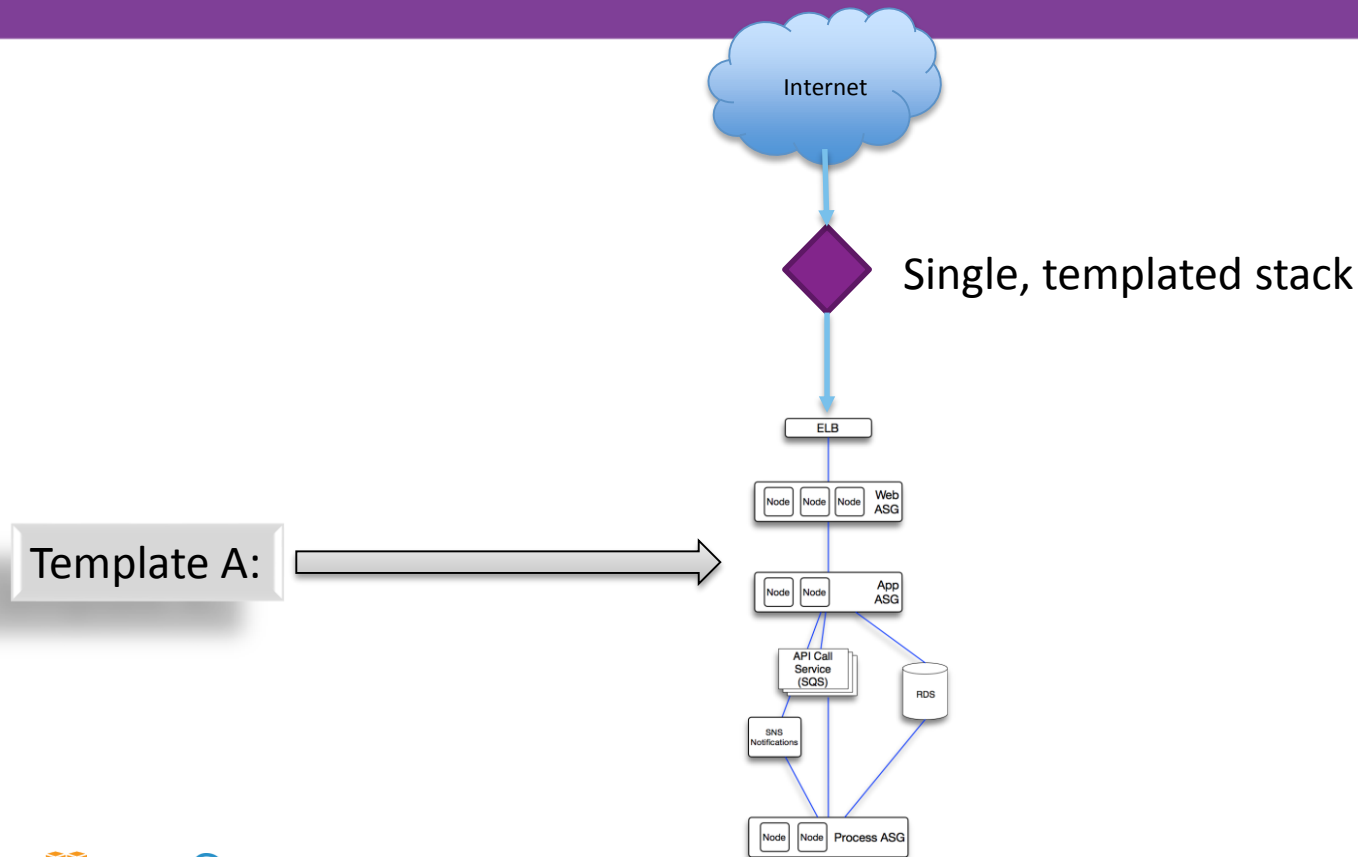 Internet
Single, templated stack
ELB
Node Node Node Web
ASG
Template A:
Node Node App
ASG
API Call
Service
(SQS)
RDS
SNS
Notifications
Node Node Process ASG